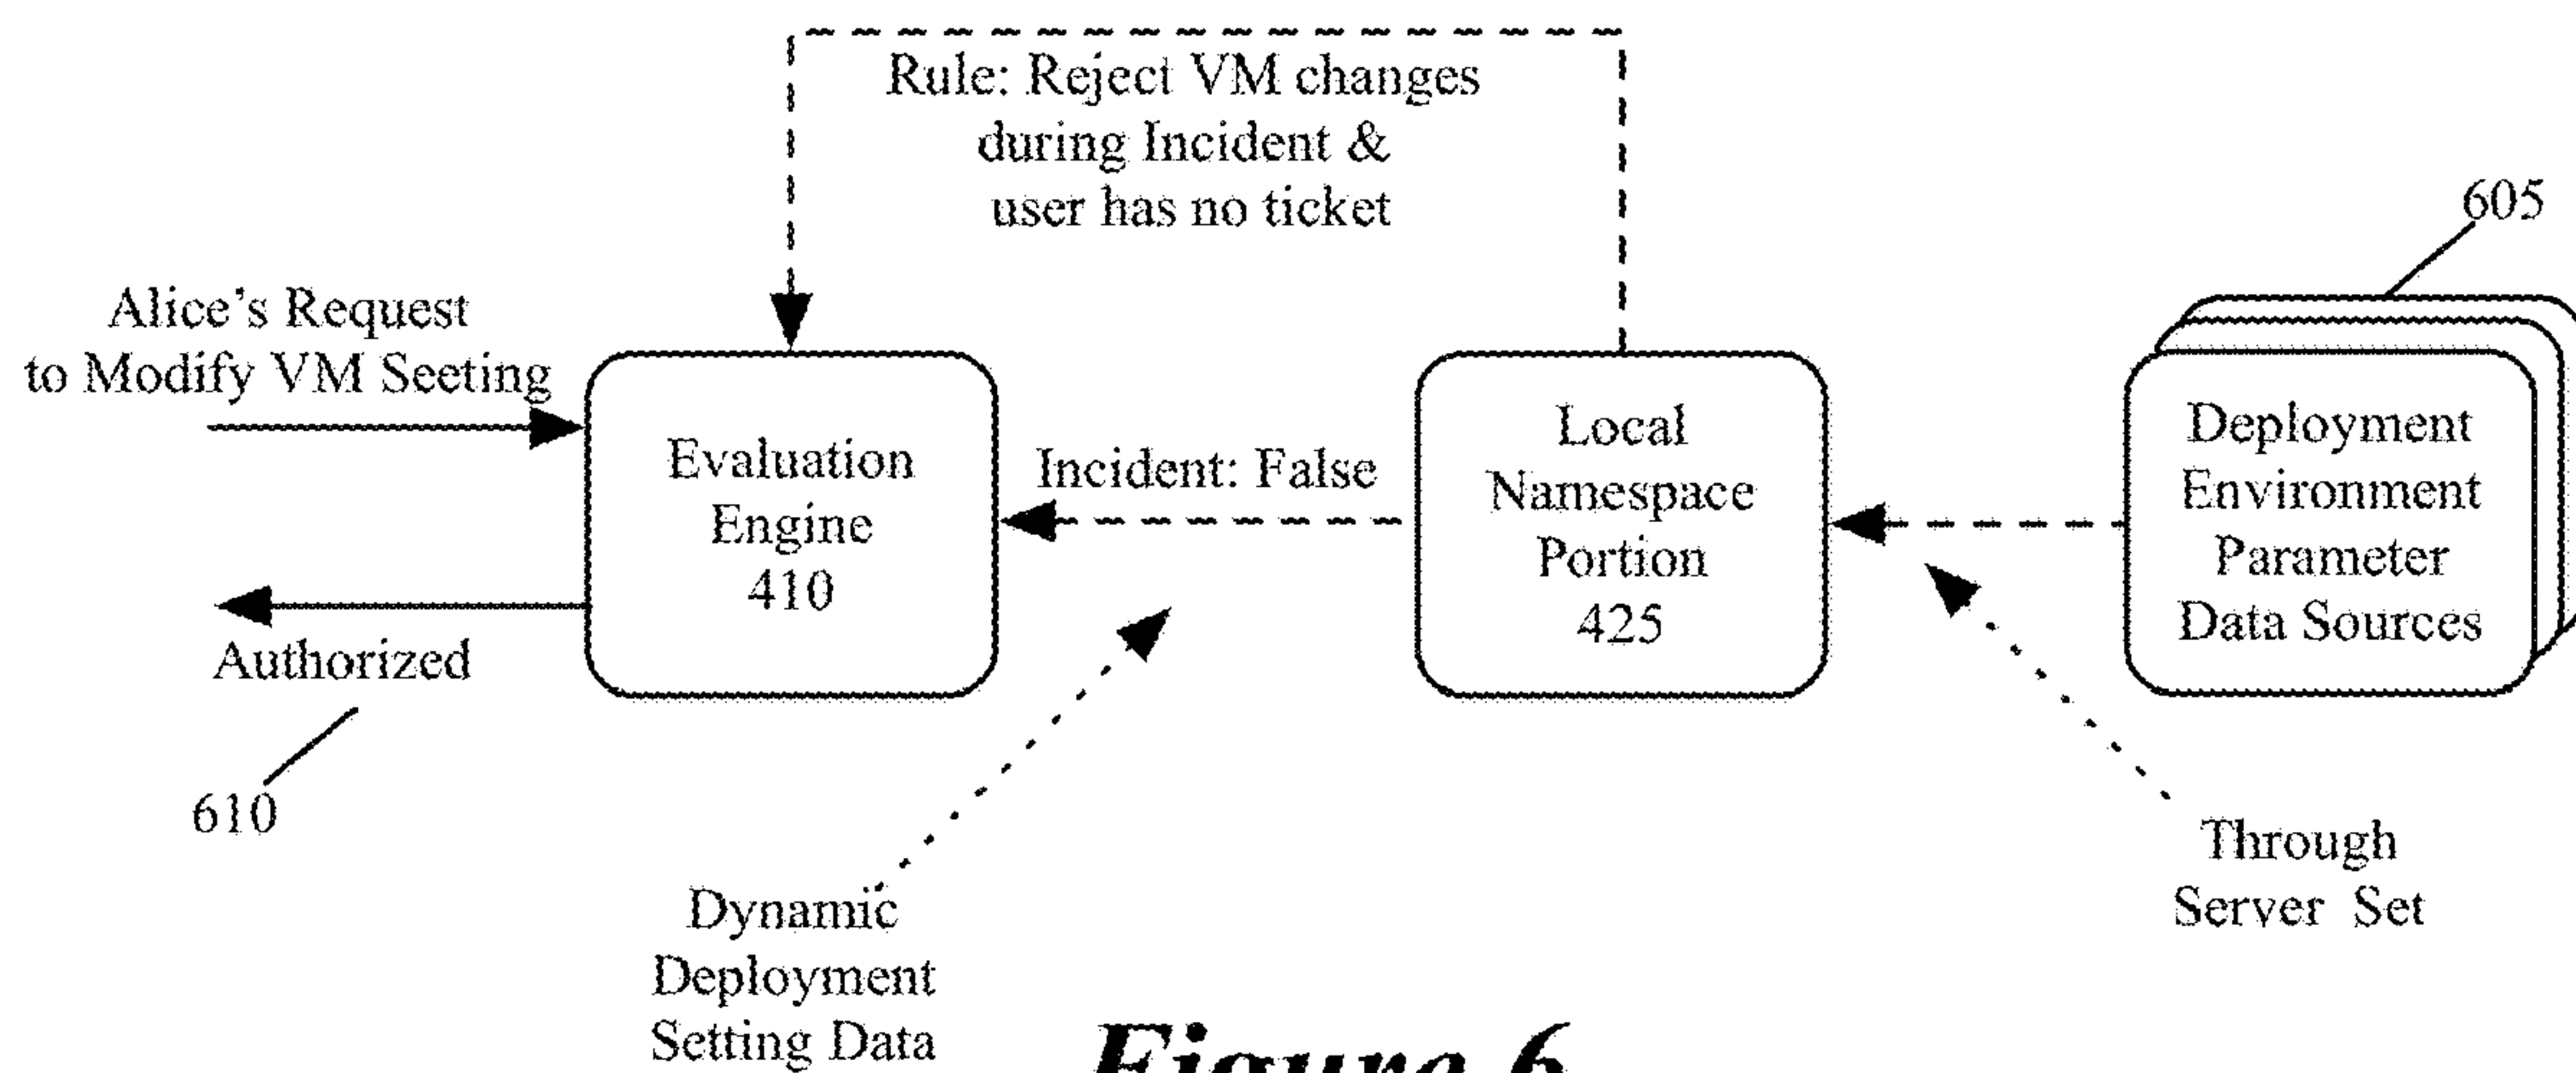 Rule: Reject VM changes
during Incident &
user has no ticket
605
Alice's Request
to Modify VM Seeting
Evaluation
Engine
410
Incident: False
Local
Namespace
Portion
425
Deployment
Environment
Parameter
Data Sources
Authorized
610
Dynamic
Deployment
Setting Data
Through
Server Set
Figure 6